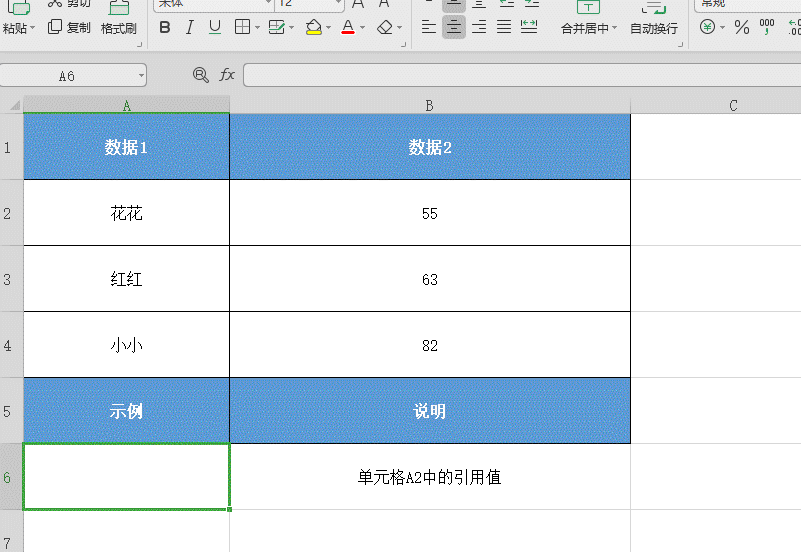 剪切
宋体
12
A
A
常规
粘贴
复制
格式刷
B
I
U
A
合并居中
自动换行
¥
%
000
A6
fx
A
B
C
1
数据1
数据2
2
花花
55
3
红红
63
4
小小
82
5
示例
说明
6
单元格A2中的引用值
7